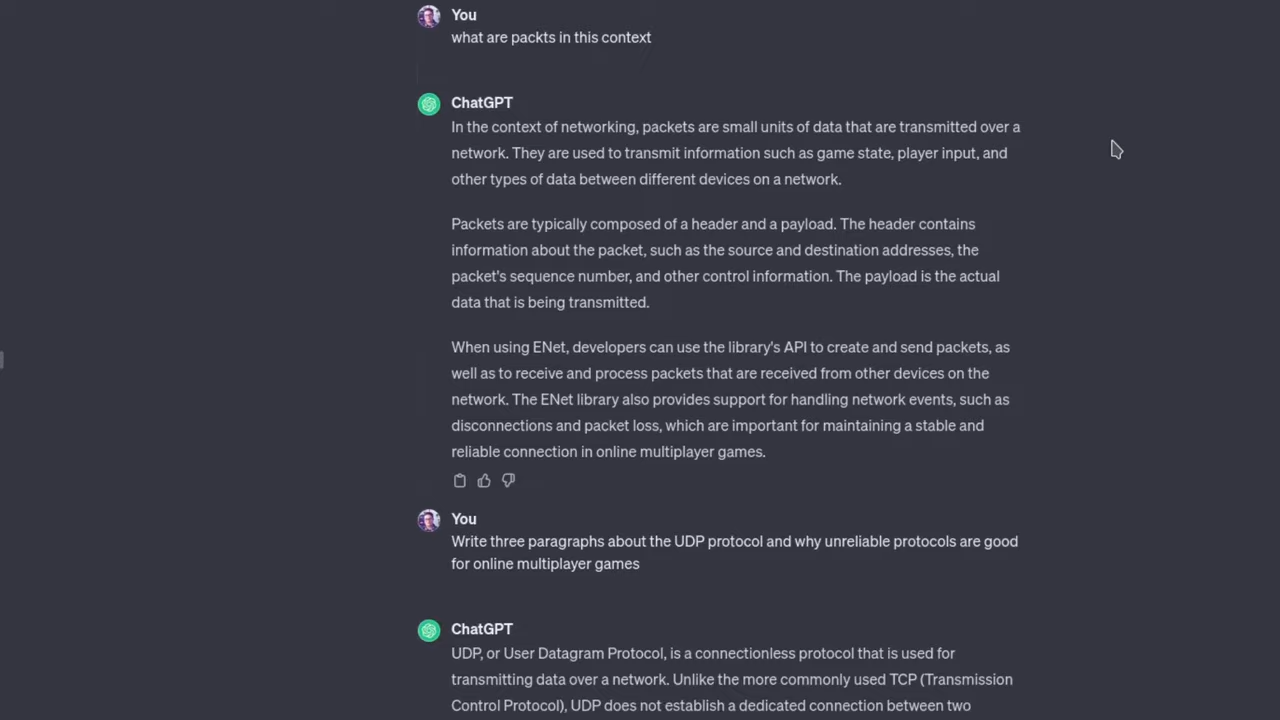 You
what are packts in this context
ChatGPT
In the context of networking, packets are small units of data that are transmitted over a
network. They are used to transmit information such as game state, player input, and
other types of data between different devices on a network.
Packets are typically composed of a header and a payload. The header contains
information about the packet, such as the source and destination addresses, the
packet's sequence number, and other control information. The payload is the actual
data that is being transmitted.
When using ENet, developers can use the library's API to create and send packets, as
well as to receive and process packets that are received from other devices on the
network. The ENet library also provides support for handling network events, such as
disconnections and packet loss, which are important for maintaining a stable and
reliable connection in online multiplayer games.
You
Write three paragraphs about the UDP protocol and why unreliable protocols are good
for online multiplayer games
ChatGPT
UDP, or User Datagram Protocol, is a connectionless protocol that is used for
transmitting data over a network. Unlike the more commonly used TCP (Transmission
Control Protocol), UDP does not establish a dedicated connection between two